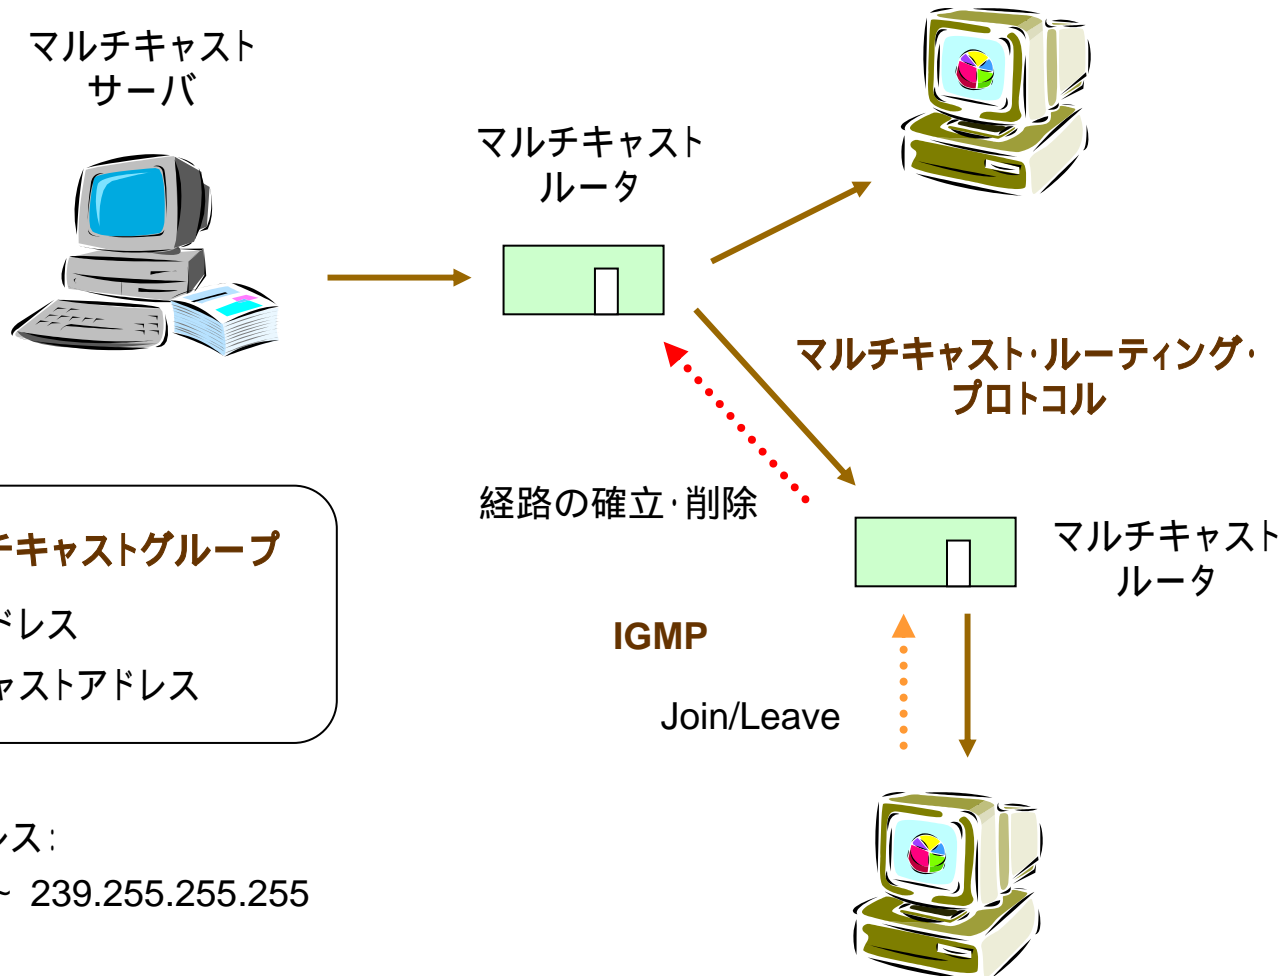 マルチキャスト
サーバ
マルチキャスト
ルータ
マルチキャスト・ルーティング・
プロトコル
経路の確立・削除
マルチキャスト
ルータ
チキャストグループ
ドレス
ャストアドレス
IGMP
Join/Leave
レス:
~ 239.255.255.255